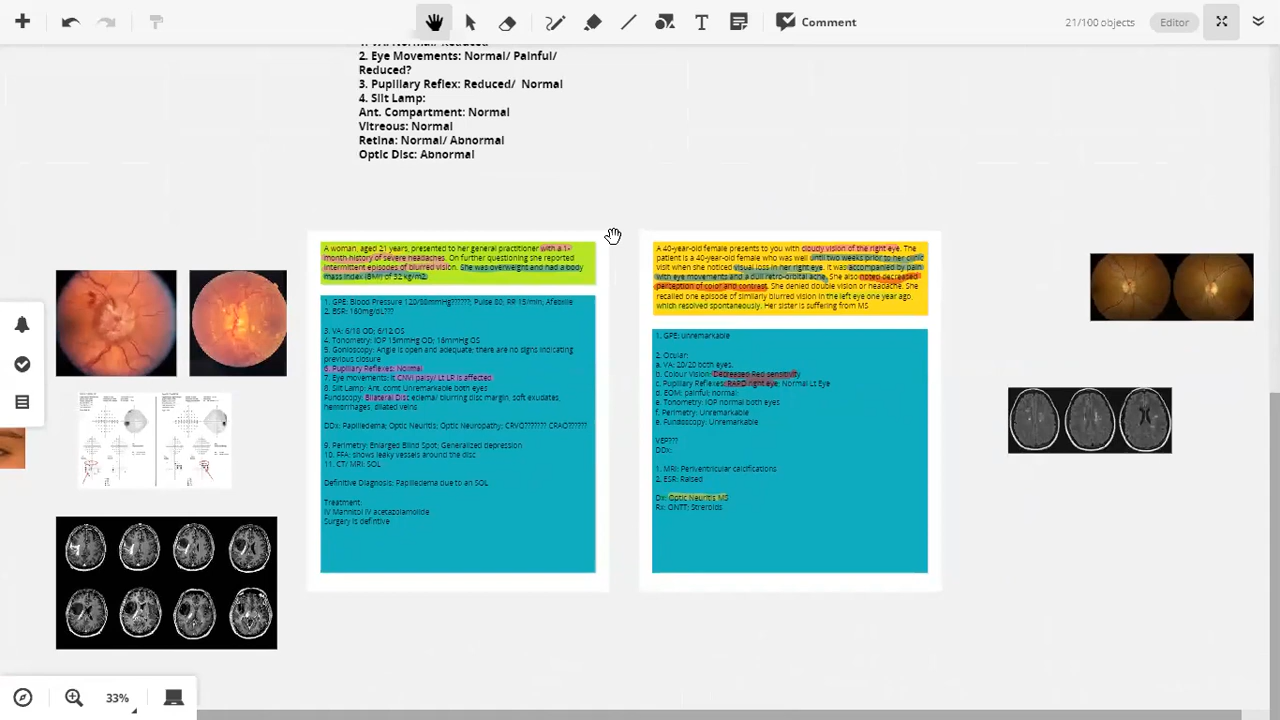 Comment
21/100 objects
Editor
1. VA: Normal/ Reduced
2. Eye Movements: Normal/ Painful/
Reduced?
3. Pupillary Reflex: Reduced/ Normal
4. Slit Lamp:
Ant. Compartment: Normal
Vitreous: Normal
Retina: Normal/ Abnormal
Optic Disc: Abnormal
A woman, aged 21 years, presented to her general practitioner with a 1-
month history of severe headaches. On further questioning she reported
intermittent episodes of blurred vision. She was overweight and had a body
mass index (BMI) of 32 kg/m2.
1. GPE: Blood Pressure 120/80mmHg??????; Pulse 80; RR 15/min; Afebrile
2. BSR: 160mg/dL???
3. VA: 6/18 OD; 6/12 OS
4. Tonometry: IOP 15mmHg OD; 16mmHg OS
5. Gonioscopy: Angle is open and adequate; there are no signs indicating
previous closure
6. Pupillary Reflexes: Normal
7. Eye movements: lt CNVI palsy/ Lt LR is affected
8. Slit Lamp: Ant. comt Unremarkable both eyes
Fundoscopy: Bilateral Disc edema/ blurring disc margin, soft exudates,
hemorrhages, dilated veins
DDx: Papilledema; Optic Neuritis; Optic Neuropathy; CRVO??????? CRAO??????
9. Perimetry: Enlarged Blind Spot; Generalized depression
10. FFA: shows leaky vessels around the disc
11. CT/ MRI: SOL
Definitive Diagnosis: Papilledema due to an SOL
Treatment:
IV Mannitol IV acetazolamolide
Surgery is defintive
A 40-year-old female presents to you with cloudy vision of the right eye. The
patient is a 40-year-old female who was well until two weeks prior to her clinic
visit when she noticed visual loss in her right eye. It was accompanied by pain
with eye movements and a dull retro-orbital ache. She also noted decreased
perception of color and contrast. She denied double vision or headache. She
recalled one episode of similarly blurred vision in the left eye one year ago,
which resolved spontaneously. Her sister is suffering from MS
1. GPE: unremarkable
2. Ocular:
a. VA: 20/20 both eyes.
b. Colour Vision: Decreased Red sensitivity
c. Pupillary Reflexes: RAPD right eye; Normal Lt Eye
d. EOM: painful; normal;
e. Tonometry: IOP normal both eyes
f. Perimetry: Unremarkable
e. Fundoscopy: Unremarkable
VEP???
DDx:
1. MRI: Periventricular calcifications
2. ESR: Raised
Dx: Optic Neuritis MS
Rx: ONTT: Streroids
33%